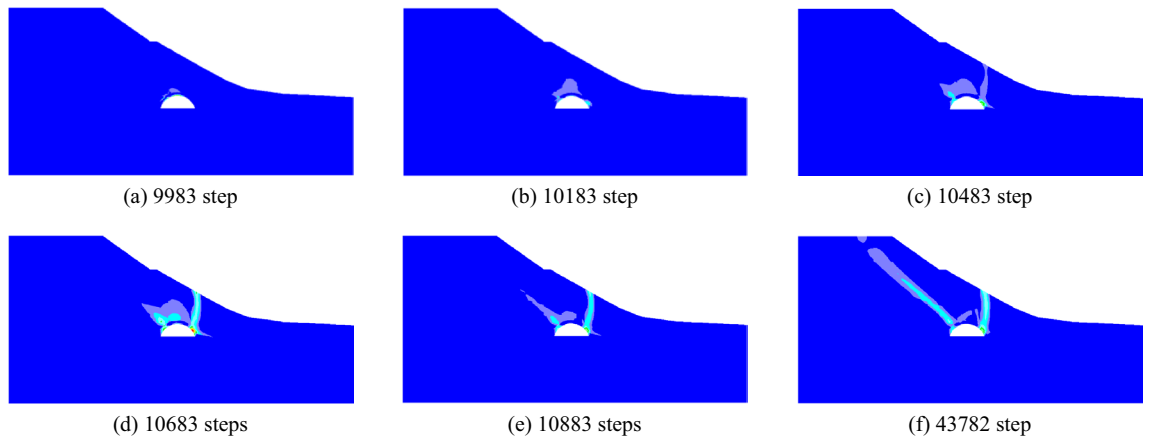 (a) 9983 step
(b) 10183 step
(c) 10483 step
(d) 10683 steps
(e) 10883 steps
(f) 43782 step